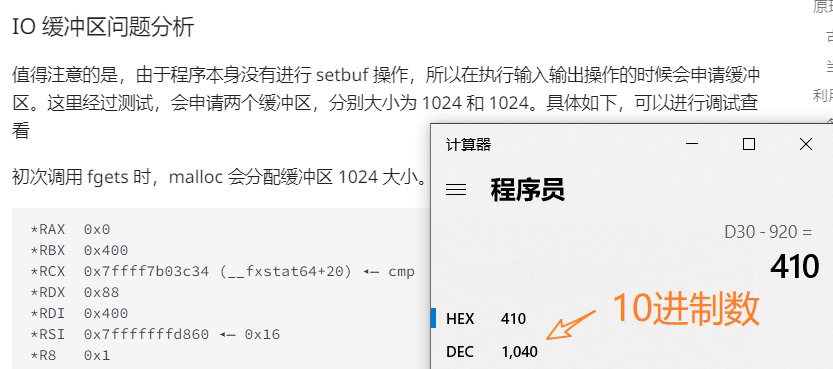 IO 缓冲区问题分析
值得注意的是，由于程序本身没有进行 setbuf 操作，所以在执行输入输出操作的时候会申请缓冲
区。这里经过测试，会申请两个缓冲区，分别大小为 1024 和 1024。具体如下，可以进行调试查
看
初次调用 fgets 时，malloc 会分配缓冲区 1024 大小。
*RAX 0x0
*RBX 0x400
*RCX 0x7ffff7b03c34 (__fxstat64+20) ◂— cmp
*RDX 0x88
*RDI 0x400
*RSI 0x7fffffffd860 ◂— 0x16
*R8 0x1
计算器
程序员
D30 - 920 =
410
HEX 410
DEC 1,040
10进制数